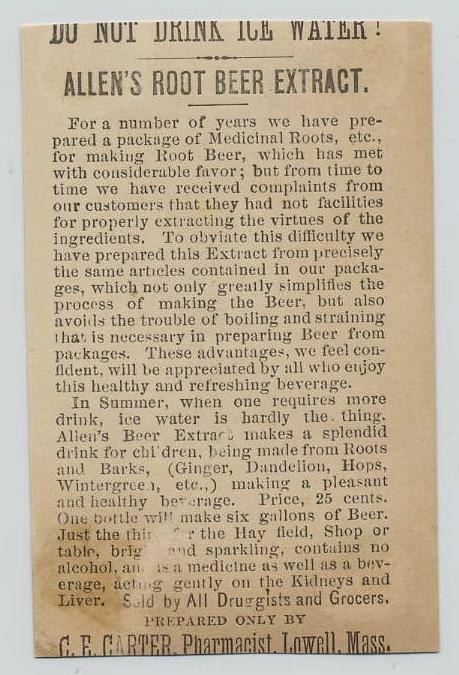 DO NOT DRINK ICE WATER!
ALLEN'S ROOT BEER EXTRACT.
For a number of years we have pre-
pared a package of Medicinal Roots, etc.,
for making Root Beer, which has met
with considerable favor; but from time to
time we have received complaints from
our customers that they had not facilities
for properly extracting the virtues of the
ingredients. To obviate this difficulty we
have prepared this Extract from precisely
the same articles contained in our packa-
ges, which not only greatly simplifies the
process of making the Beer, but also
avoids the trouble of boiling and straining
that is necessary in preparing Beer from
packages. These advantages, we feel con-
fident, will be appreciated by all who enjoy
this healthy and refreshing beverage.
In Summer, when one requires more
drink, ice water is hardly the thing.
Allen's Beer Extract makes a splendid
drink for children, being made from Roots
and Barks, (Ginger, Dandelion, Hops,
Wintergreen, etc.,) making a pleasant
and healthy beverage. Price, 25 cents.
One bottle will make six gallons of Beer.
Just the thing for the Hay field, Shop or
table, bright and sparkling, contains no
alcohol, and is a medicine as well as a bev-
erage, acting gently on the Kidneys and
Liver. Sold by All Druggists and Grocers.
PREPARED ONLY BY
C. E. CARTER, Pharmacist, Lowell, Mass.